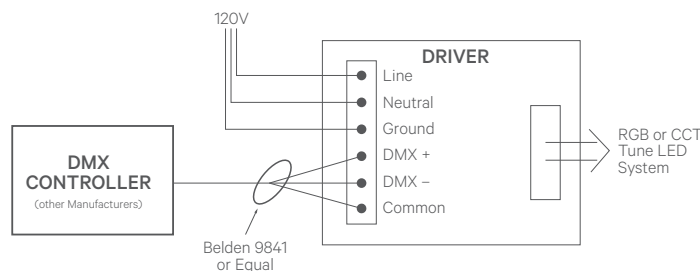 120V
DRIVER
Line
Neutral
Ground
DMX +
DMX –
Common
DMX
CONTROLLER
(other Manufacturers)
Belden 9841
or Equal
RGB or CCT
Tune LED
System